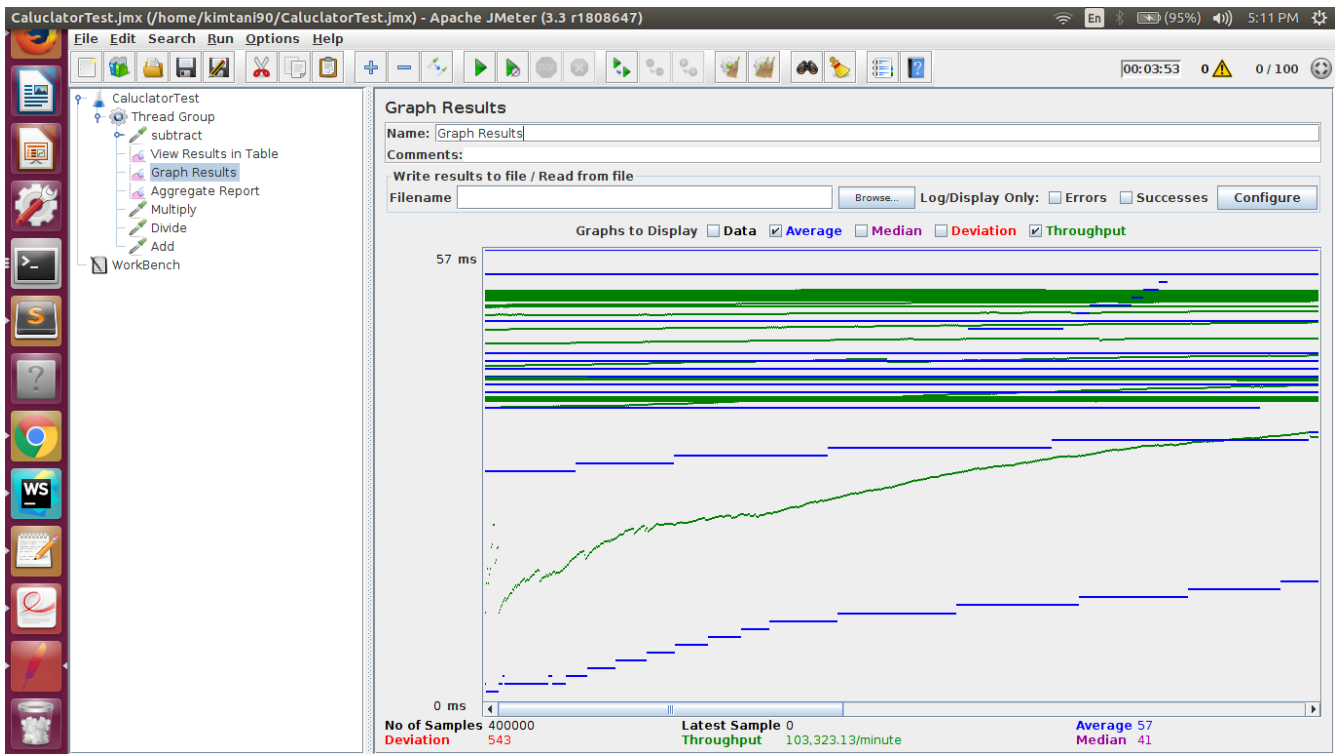 CaluclatorTest.jmx (/home/kimtani90/CaluclatorTest.jmx) - Apache JMeter (3.3 r1808647) En (95%) 5:11 PM
File Edit Search Run Options Help
00:03:53 0 0 / 100
CaluclatorTest
Thread Group
subtract
View Results in Table
Graph Results
Aggregate Report
Multiply
Divide
Add
WorkBench
Graph Results
Name: Graph Results
Comments:
Write results to file / Read from file
Filename Browse... Log/Display Only: Errors Successes Configure
Graphs to Display Data Average Median Deviation Throughput
57 ms
0 ms
No of Samples 400000 Latest Sample 0 Average 57
Deviation 543 Throughput 103,323.13/minute Median 41
>_
S
?
WS